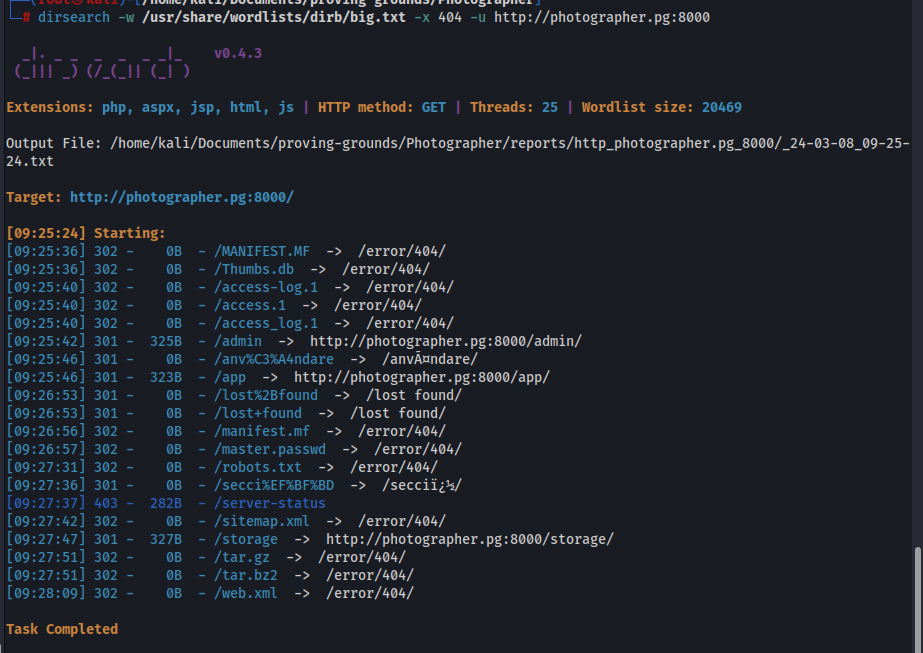 (root㉿kali)-[/home/kali/Documents/proving-grounds/Photographer]
# dirsearch -w /usr/share/wordlists/dirb/big.txt -x 404 -u http://photographer.pg:8000
_|. _ _  _  _  _ _|_    v0.4.3
(_||| _) (/_(_|| (_| )
Extensions: php, aspx, jsp, html, js | HTTP method: GET | Threads: 25 | Wordlist size: 20469
Output File: /home/kali/Documents/proving-grounds/Photographer/reports/http_photographer.pg_8000/_24-03-08_09-25-
24.txt
Target: http://photographer.pg:8000/
[09:25:24] Starting:
[09:25:36] 302 -    0B  - /MANIFEST.MF  ->  /error/404/
[09:25:36] 302 -    0B  - /Thumbs.db  ->  /error/404/
[09:25:40] 302 -    0B  - /access-log.1  ->  /error/404/
[09:25:40] 302 -    0B  - /access.1  ->  /error/404/
[09:25:40] 302 -    0B  - /access_log.1  ->  /error/404/
[09:25:42] 301 -  325B  - /admin  ->  http://photographer.pg:8000/admin/
[09:25:46] 301 -    0B  - /anv%C3%A4ndare  ->  /anvÃ¤ndare/
[09:25:46] 301 -  323B  - /app  ->  http://photographer.pg:8000/app/
[09:26:53] 301 -    0B  - /lost%2Bfound  ->  /lost found/
[09:26:53] 301 -    0B  - /lost+found  ->  /lost found/
[09:26:56] 302 -    0B  - /manifest.mf  ->  /error/404/
[09:26:57] 302 -    0B  - /master.passwd  ->  /error/404/
[09:27:31] 302 -    0B  - /robots.txt  ->  /error/404/
[09:27:36] 301 -    0B  - /secci%EF%BF%BD  ->  /secciï¿½/
[09:27:37] 403 -  282B  - /server-status
[09:27:42] 302 -    0B  - /sitemap.xml  ->  /error/404/
[09:27:47] 301 -  327B  - /storage  ->  http://photographer.pg:8000/storage/
[09:27:51] 302 -    0B  - /tar.gz  ->  /error/404/
[09:27:51] 302 -    0B  - /tar.bz2  ->  /error/404/
[09:28:09] 302 -    0B  - /web.xml  ->  /error/404/
Task Completed